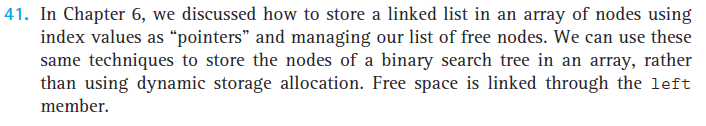 41. In Chapter 6, we discussed how to store a linked list in an array of nodes using
index values as “pointers” and managing our list of free nodes. We can use these
same techniques to store the nodes of a binary search tree in an array, rather
than using dynamic storage allocation. Free space is linked through the left
member.